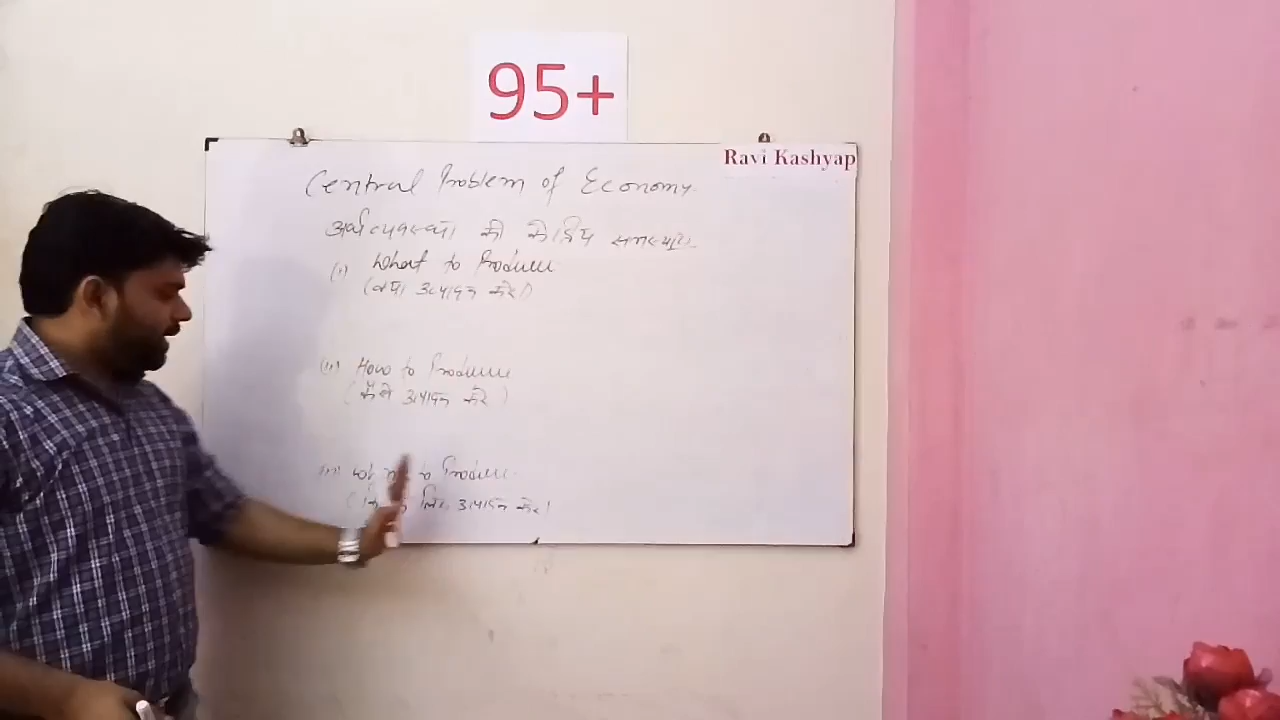 95+
Ravi Kashyap
Central Problem of Economy
अर्थव्यवस्था की केन्द्रिय समस्याए
(i) What to Produce
(क्या उत्पादन करे)
(ii) How to Produce
(कैसे उत्पादन करे)
(iii) to Produce
लिए उत्पादन करे)